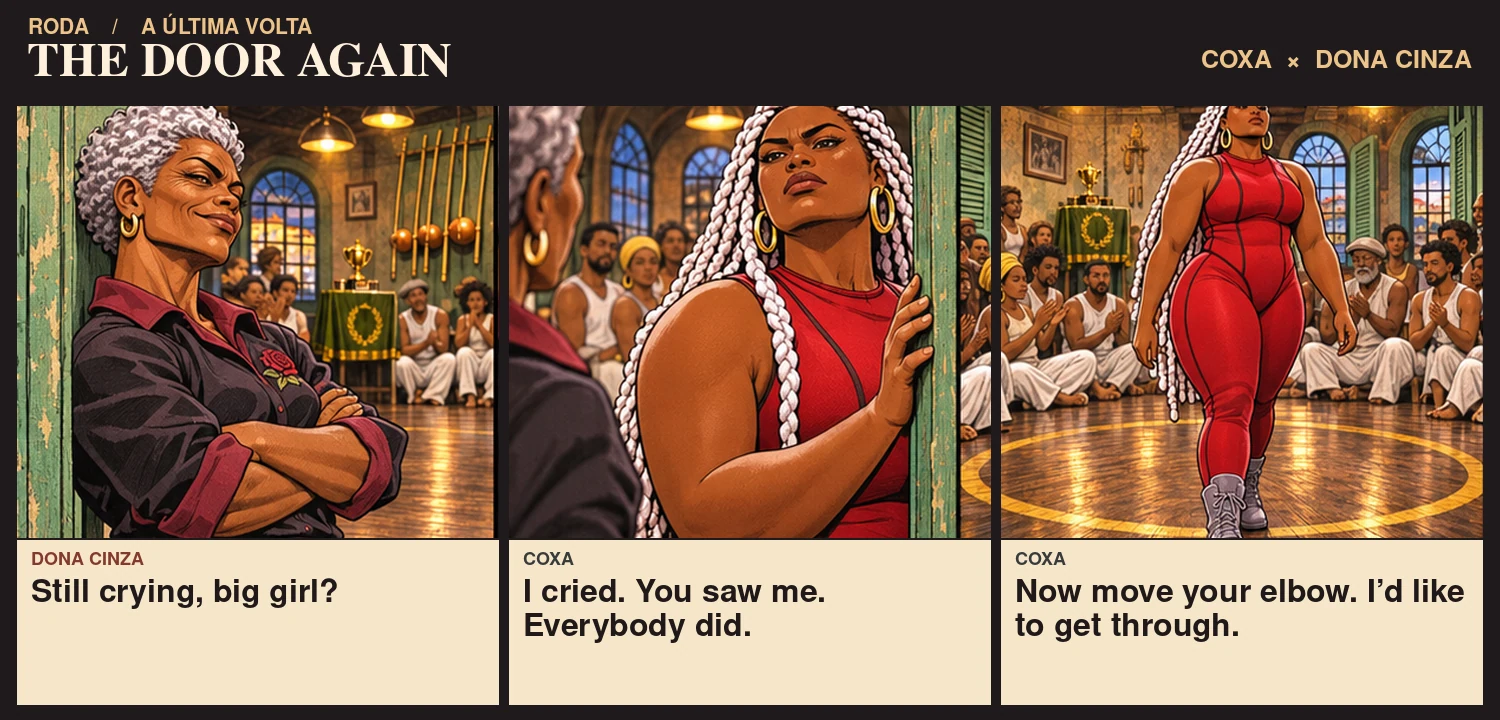 RODA / A ÚLTIMA VOLTA
THE DOOR AGAIN
COXA × DONA CINZA
DONA CINZA
Still crying, big girl?
COXA
I cried. You saw me.
Everybody did.
COXA
Now move your elbow. I’d like
to get through.